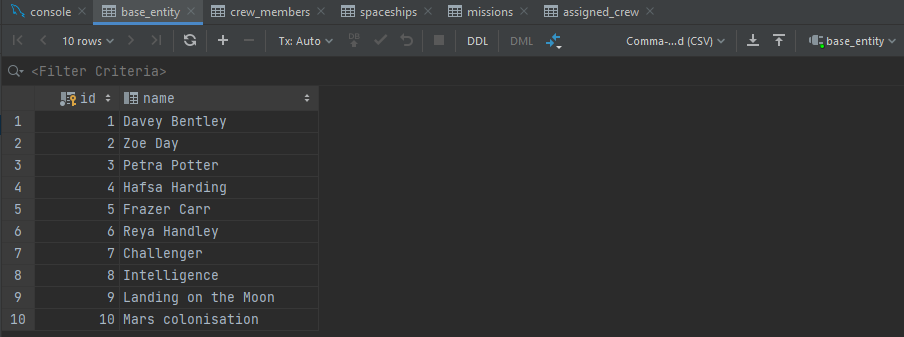 console base_entity crew_members spaceships missions assigned_crew
10 rows Tx: Auto DB DDL DML Comma-...d (CSV) base_entity
<Filter Criteria>
id name
1 1 Davey Bentley
2 2 Zoe Day
3 3 Petra Potter
4 4 Hafsa Harding
5 5 Frazer Carr
6 6 Reya Handley
7 7 Challenger
8 8 Intelligence
9 9 Landing on the Moon
10 10 Mars colonisation